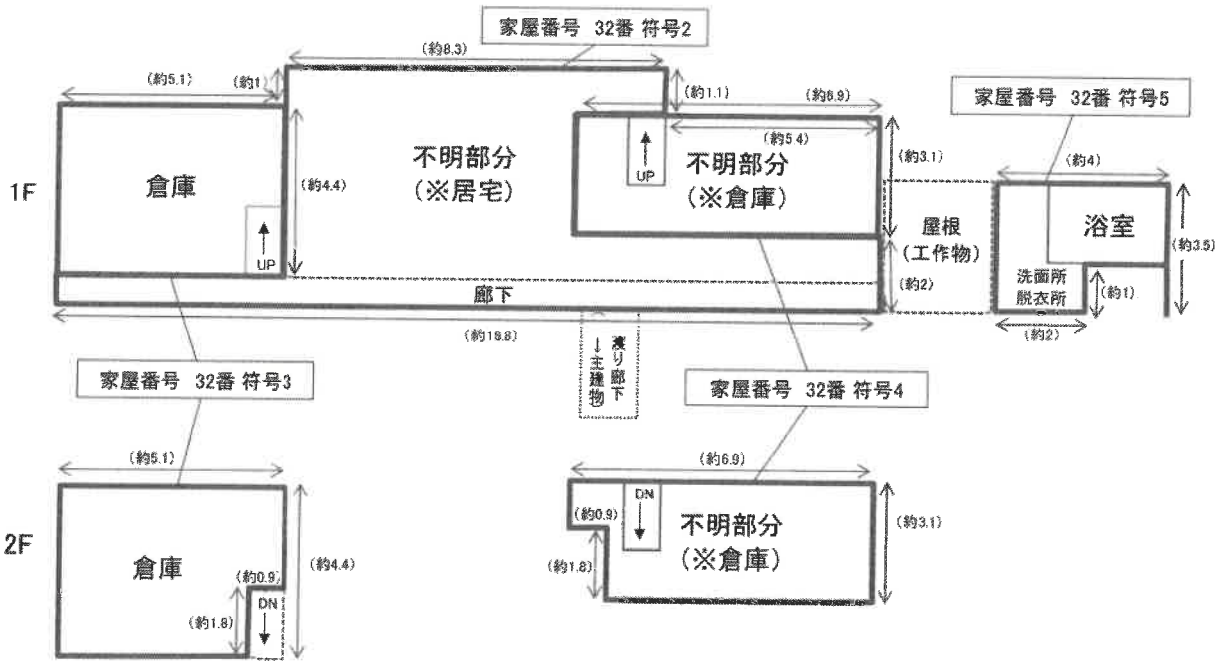 家屋番号 32番 符号2
(約8.3)
(約5.1)
(約1)
(約1.1)
(約6.9)
家屋番号 32番 符号5
(約5.4)
(約4)
1F
倉庫
(約4.4)
不明部分
(※居宅)
UP
不明部分
(※倉庫)
(約3.1)
屋根
(工作物)
浴室
(約3.5)
UP
(約2)
洗面所
脱衣所
(約1)
廊下
(約2)
渡り廊下
→主建物
家屋番号 32番 符号3
家屋番号 32番 符号4
(約5.1)
(約6.9)
2F
倉庫
(約4.4)
(約0.9)
(約1.8)
DN
DN
(約0.9)
不明部分
(※倉庫)
(約1.8)
(約3.1)